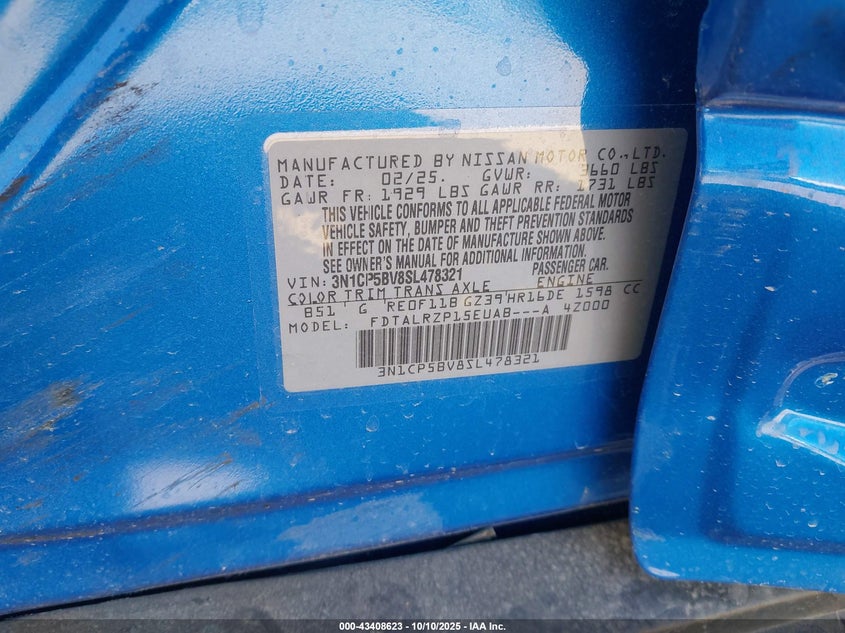 MANUFACTURED BY NISSAN MOTOR CO.,LTD.
DATE: 02/25. GVWR: 3660 LBS
GAWR FR: 1929 LBS GAWR RR: 1731 LBS
THIS VEHICLE CONFORMS TO ALL APPLICABLE FEDERAL MOTOR
VEHICLE SAFETY, BUMPER AND THEFT PREVENTION STANDARDS
IN EFFECT ON THE DATE OF MANUFACTURE SHOWN ABOVE.
SEE OWNER'S MANUAL FOR ADDITIONAL INFORMATION.
VIN: 3N1CP5BV8SL478321 PASSENGER CAR.
COLOR TRIM TRANS AXLE ENGINE
B51 G RE0F11B GZ39 HR16DE 1598 CC
MODEL: FDTALRZP15EUAB---A 4Z000
3N1CP5BV8SL478321
000-43408623 - 10/10/2025 - IAA Inc.